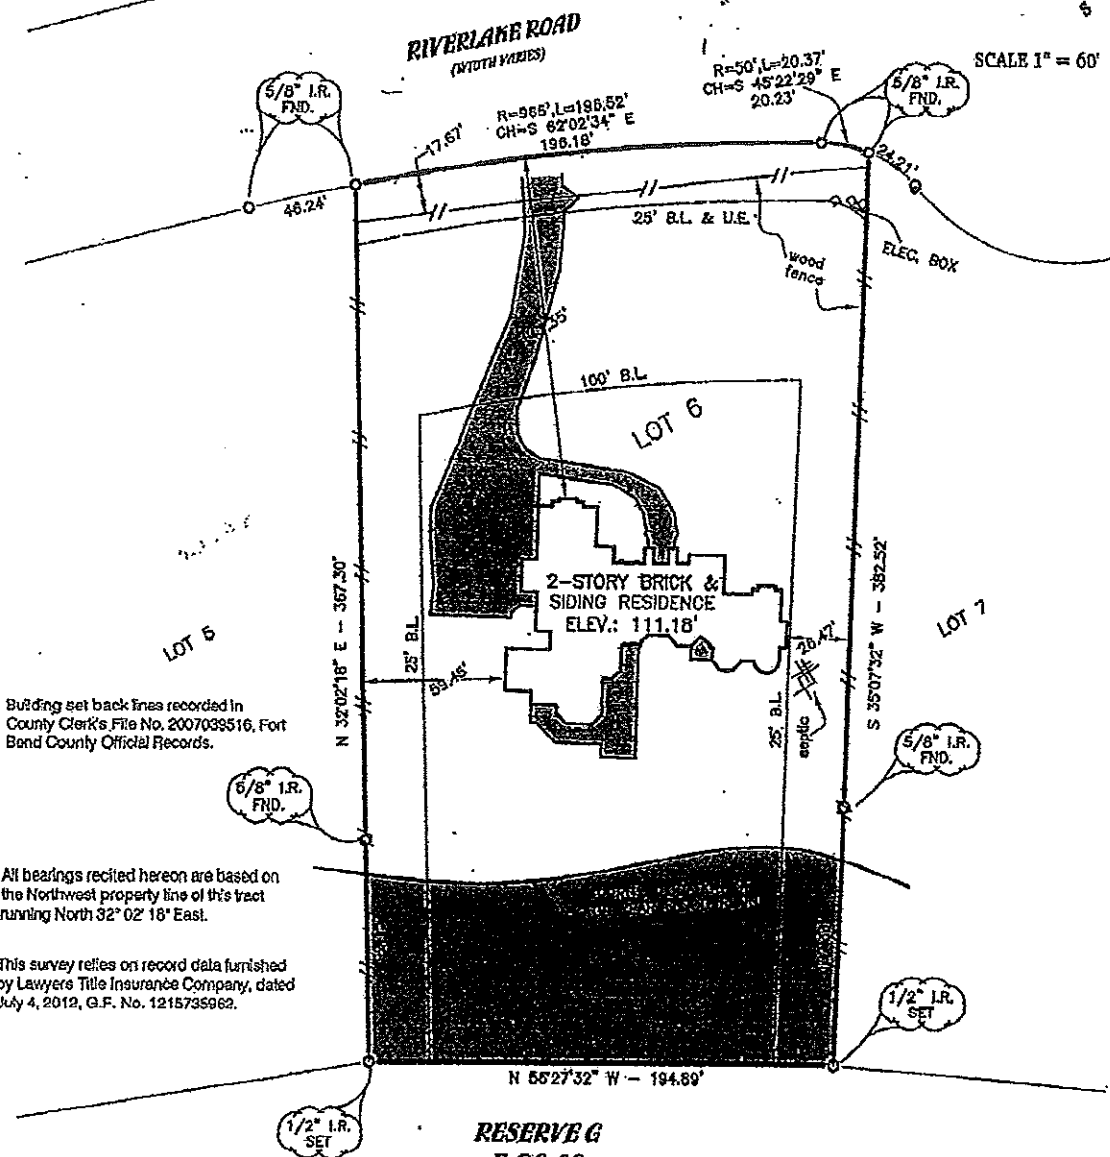 RIVERLAKE ROAD
(WIDTH VARIES)
SCALE 1" = 60'
5/8" I.R.
FND.
R=965', L=196.52'
CH=S 62°02'34" E
196.18'
R=50', L=20.37'
CH=S 45°22'29" E
20.23'
5/8" I.R.
FND.
17.67'
24.21'
46.24'
25' B.L. & U.E.
ELEC. BOX
wood
fence
35'
100' B.L.
LOT 6
2-STORY BRICK &
SIDING RESIDENCE
ELEV.: 111.18'
N 32°02'18" E – 367.30'
S 35°07'32" W – 382.52'
LOT 5
LOT 7
25' B.L.
59.45'
26.47'
25' B.L.
septic
Building set back lines recorded in
County Clerk's File No. 2007039516, Fort
Bend County Official Records.
5/8" I.R.
FND.
5/8" I.R.
FND.
All bearings recited hereon are based on
the Northwest property line of this tract
running North 32° 02' 18" East.
This survey relies on record data furnished
by Lawyers Title Insurance Company, dated
July 4, 2012, G.F. No. 1215735962.
1/2" I.R.
SET
N 56°27'32" W – 194.89'
1/2" I.R.
SET
RESERVE G